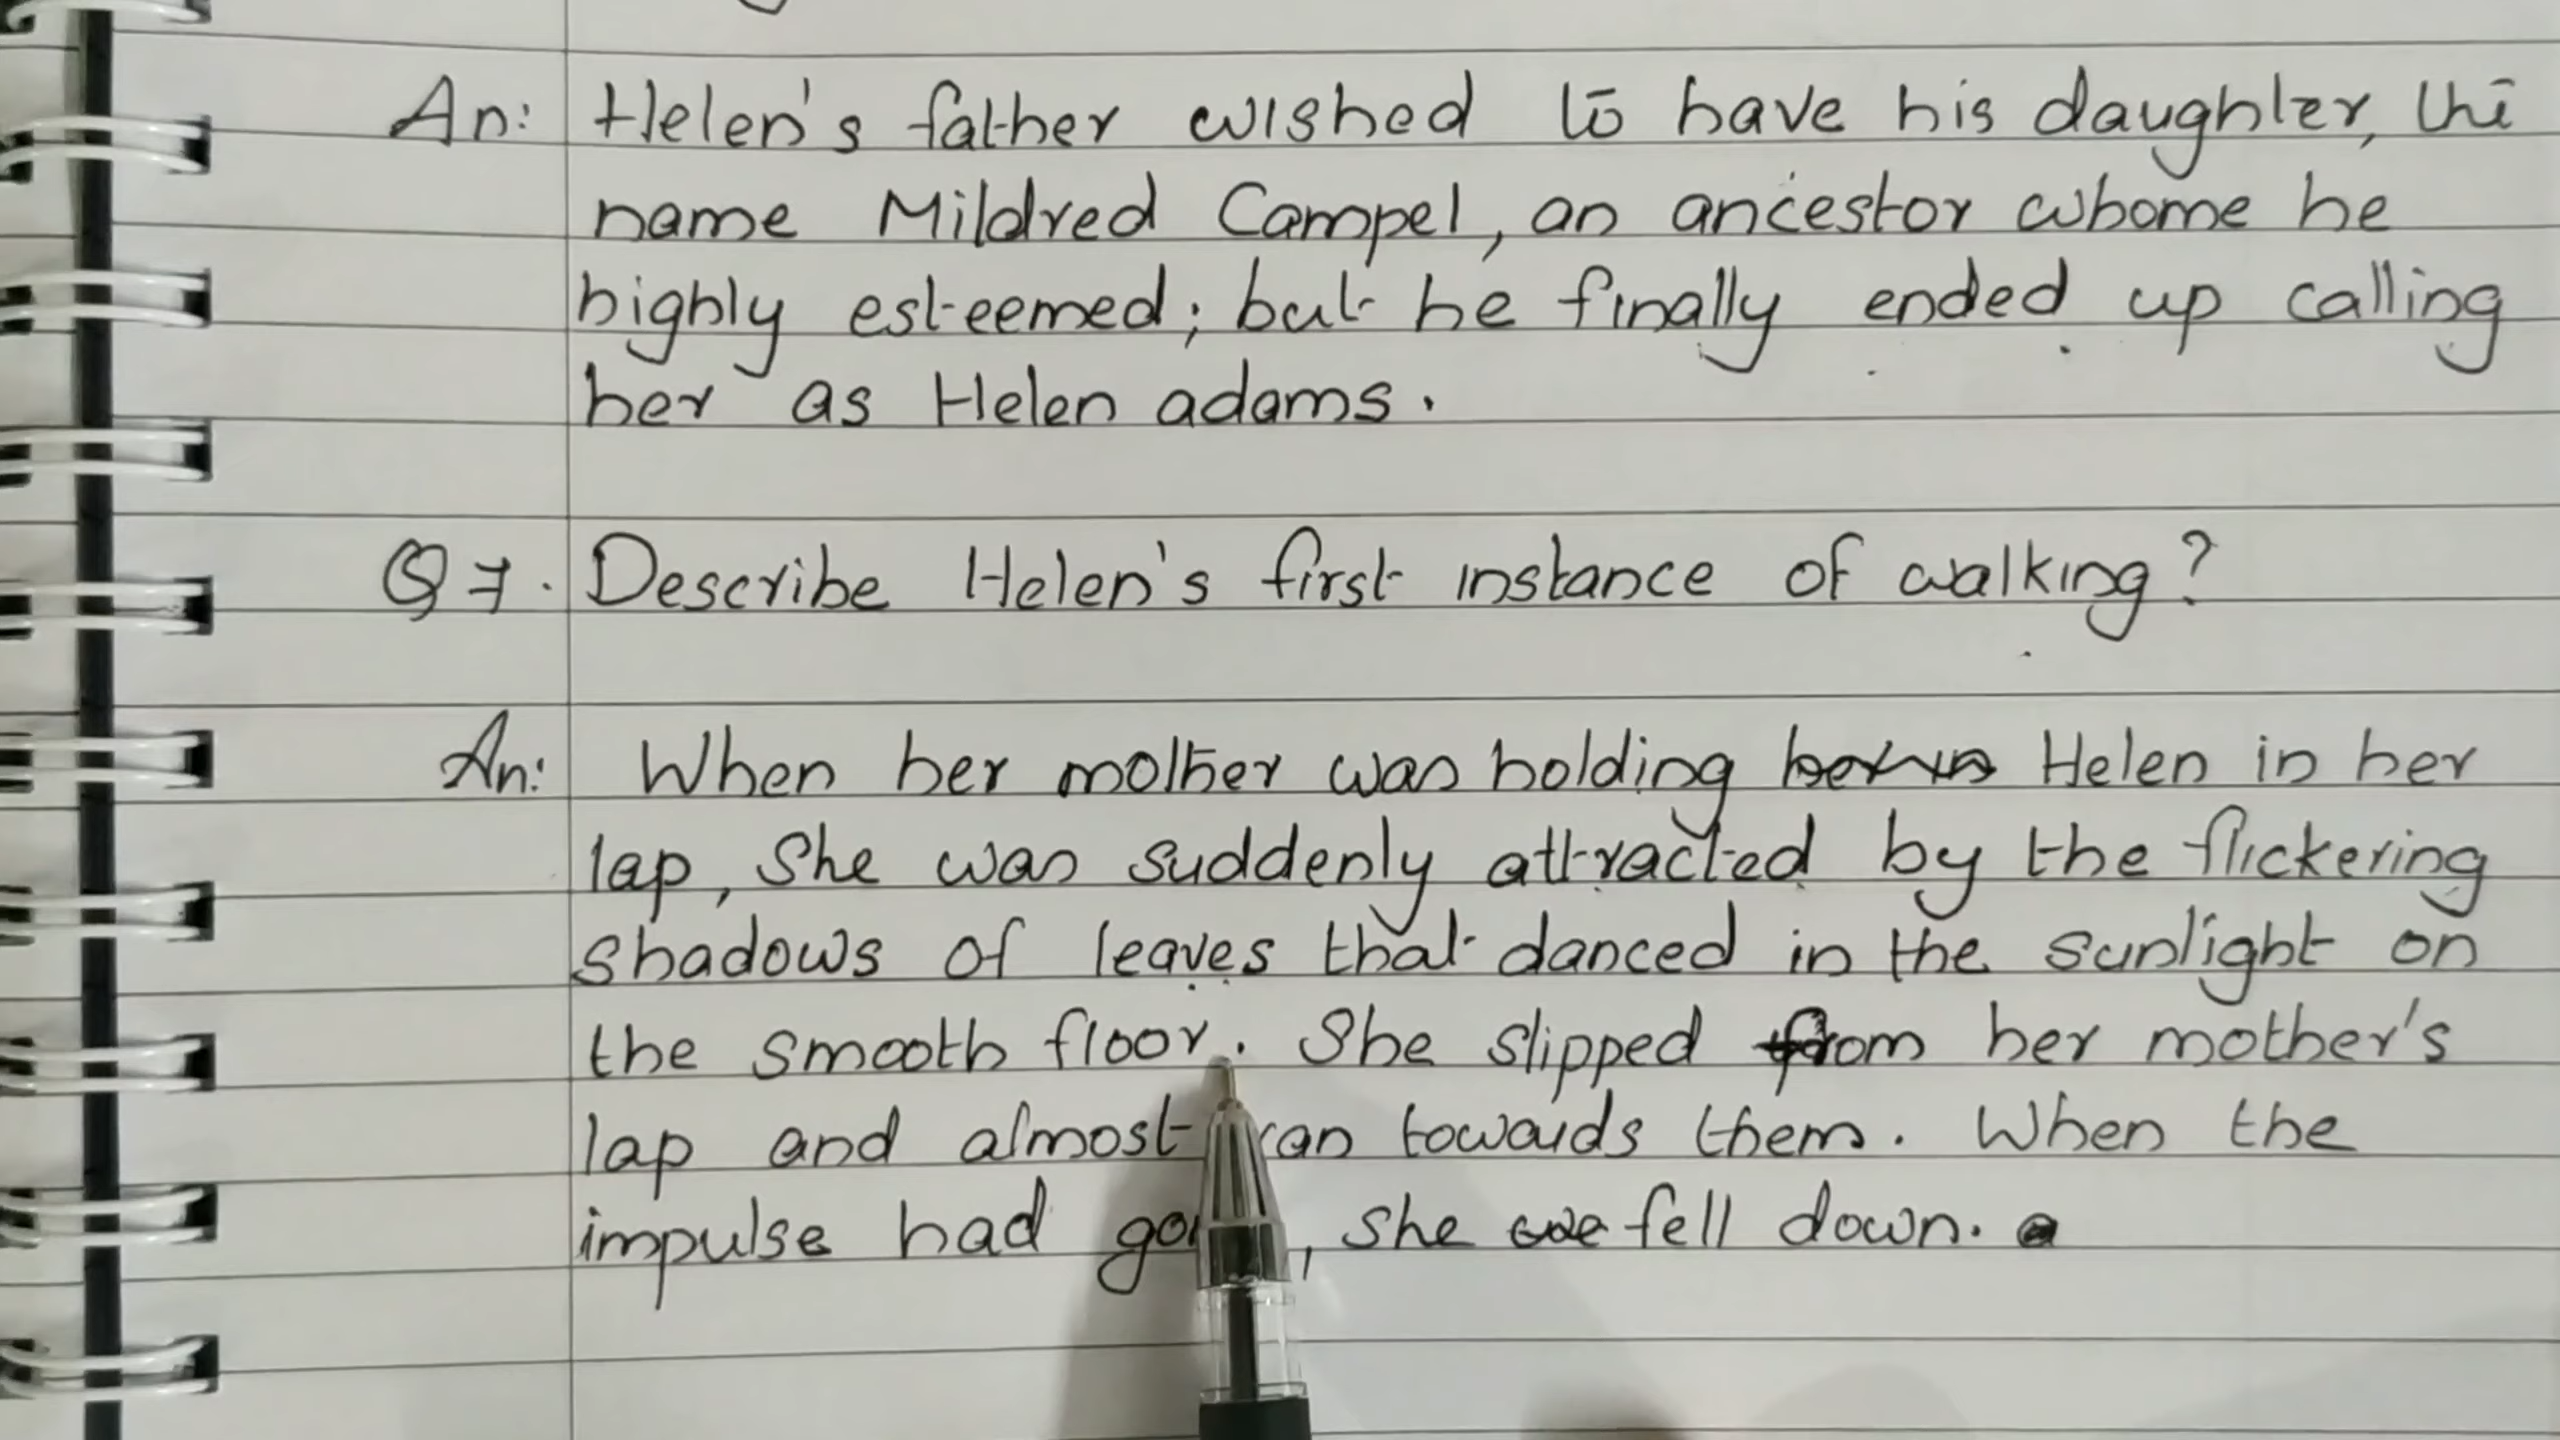 An: Helen's father wished to have his daughter, the
name Mildred Campel, an ancestor whome he
highly esteemed; but he finally ended up calling
her as Helen adams.
Q 7. Describe Helen's first instance of walking?
An: When her mother was holding Helen in her
lap, She was suddenly attracted by the flickering
shadows of leaves that danced in the sunlight on
the smooth floor. She slipped from her mother's
lap and almost ran towards them. When the
impulse had , she fell down.